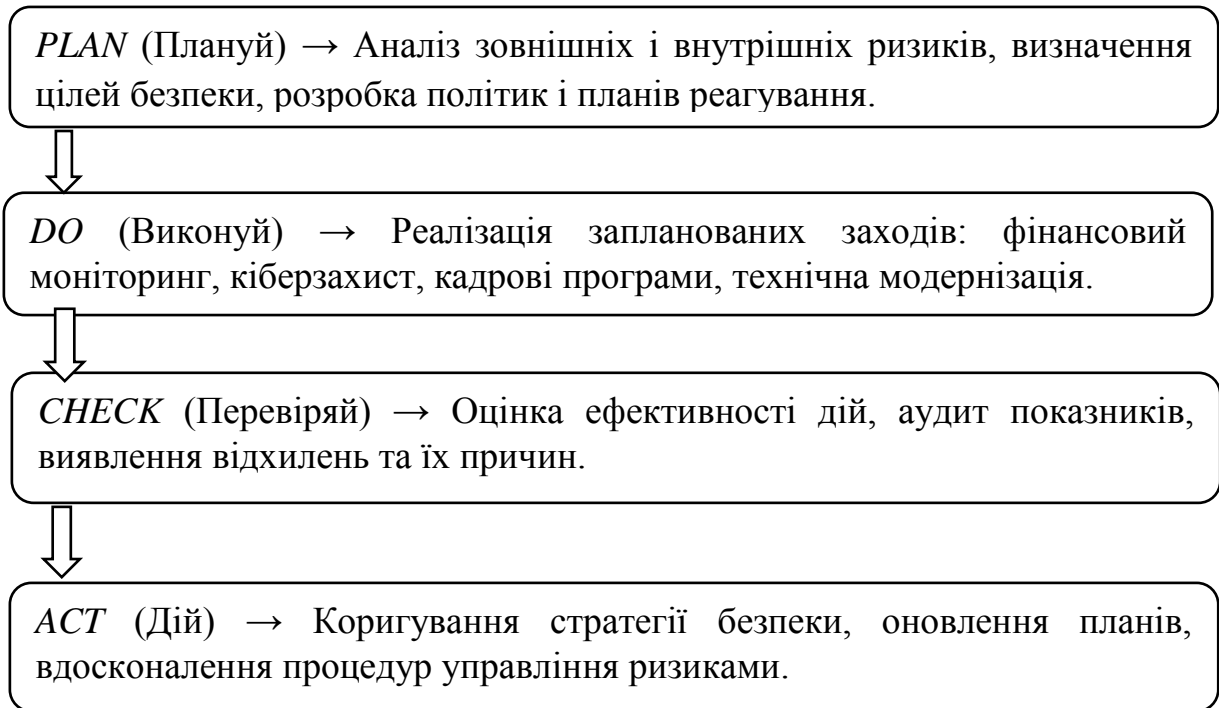 PLAN (Плануй) → Аналіз зовнішніх і внутрішніх ризиків, визначення
цілей безпеки, розробка політик і планів реагування.
DO (Виконуй) → Реалізація запланованих заходів: фінансовий
моніторинг, кіберзахист, кадрові програми, технічна модернізація.
CHECK (Перевіряй) → Оцінка ефективності дій, аудит показників,
виявлення відхилень та їх причин.
ACT (Дій) → Коригування стратегії безпеки, оновлення планів,
вдосконалення процедур управління ризиками.